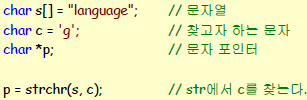 char s[] = "language"; // 문자열
char c = 'g'; // 찾고자 하는 문자
char *p; // 문자 포인터
p = strchr(s, c); // str에서 c를 찾는다.